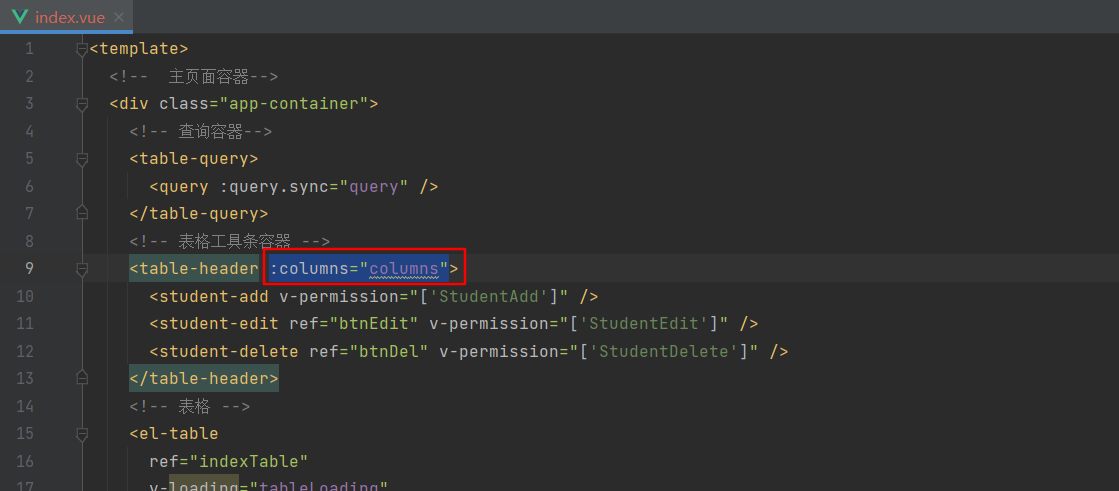 index.vue
1 <template>
2 <!--  主页面容器-->
3 <div class="app-container">
4 <!-- 查询容器-->
5 <table-query>
6 <query :query.sync="query" />
7 </table-query>
8 <!-- 表格工具条容器 -->
9 <table-header :columns="columns">
10 <student-add v-permission="['StudentAdd']" />
11 <student-edit ref="btnEdit" v-permission="['StudentEdit']" />
12 <student-delete ref="btnDel" v-permission="['StudentDelete']" />
13 </table-header>
14 <!-- 表格 -->
15 <el-table
16 ref="indexTable"
17 v-loading="tableLoading"